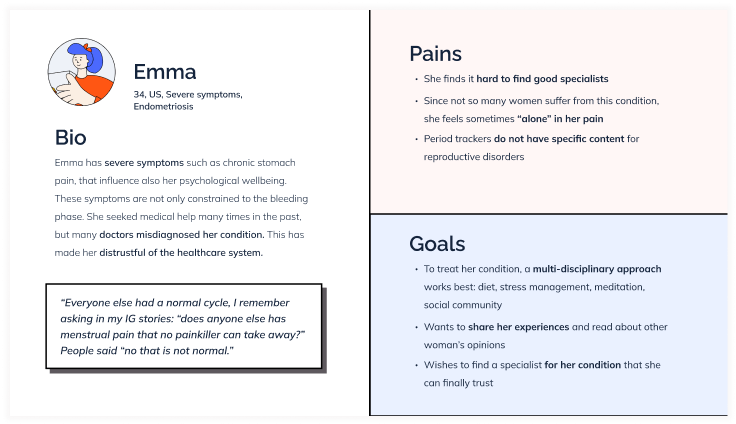 Emma
34, US, Severe symptoms,
Endometriosis
Bio
Emma has severe symptoms such as chronic stomach
pain, that influence also her psychological wellbeing.
These symptoms are not only constrained to the bleeding
phase. She seeked medical help many times in the past,
but many doctors misdiagnosed her condition. This has
made her distrustful of the healthcare system.
“Everyone else had a normal cycle, I remember
asking in my IG stories: “does anyone else has
menstrual pain that no painkiller can take away?”
People said “no that is not normal.”
Pains
· She finds it hard to find good specialists
· Since not so many women suffer from this condition,
she feels sometimes “alone” in her pain
· Period trackers do not have specific content for
reproductive disorders
Goals
· To treat her condition, a multi-disciplinary approach
works best: diet, stress management, meditation,
social community
· Wants to share her experiences and read about other
woman’s opinions
· Wishes to find a specialist for her condition that she
can finally trust